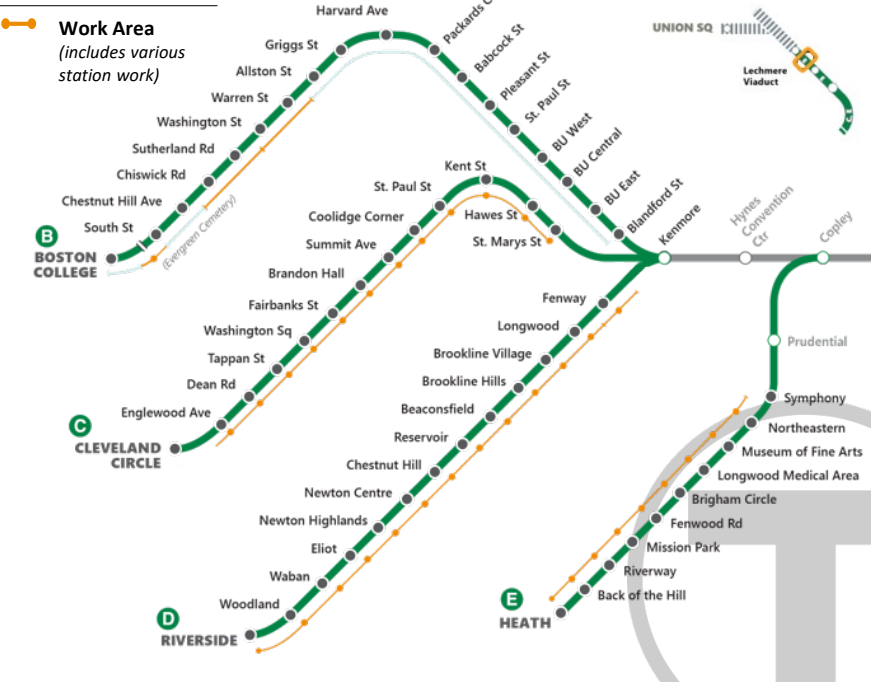 Work Area
(includes various
station work)
Harvard Ave
Griggs St
Allston St
Warren St
Washington St
Sutherland Rd
Chiswick Rd
Chestnut Hill Ave
South St
B
BOSTON
COLLEGE
(Evergreen Cemetery)
Packards
Babcock St
Pleasant St
St. Paul St
BU West
BU Central
BU East
Blandford St
Kenmore
Hynes
Convention
Ctr
Copley
UNION SQ
Lechmere
Viaduct
Kent St
St. Paul St
Hawes St
St. Marys St
Coolidge Corner
Summit Ave
Brandon Hall
Fairbanks St
Washington Sq
Tappan St
Dean Rd
Englewood Ave
C
CLEVELAND
CIRCLE
Fenway
Longwood
Brookline Village
Brookline Hills
Beaconsfield
Reservoir
Chestnut Hill
Newton Centre
Newton Highlands
Eliot
Waban
Woodland
D
RIVERSIDE
Prudential
Symphony
Northeastern
Museum of Fine Arts
Longwood Medical Area
Brigham Circle
Fenwood Rd
Mission Park
Riverway
Back of the Hill
E
HEATH
T